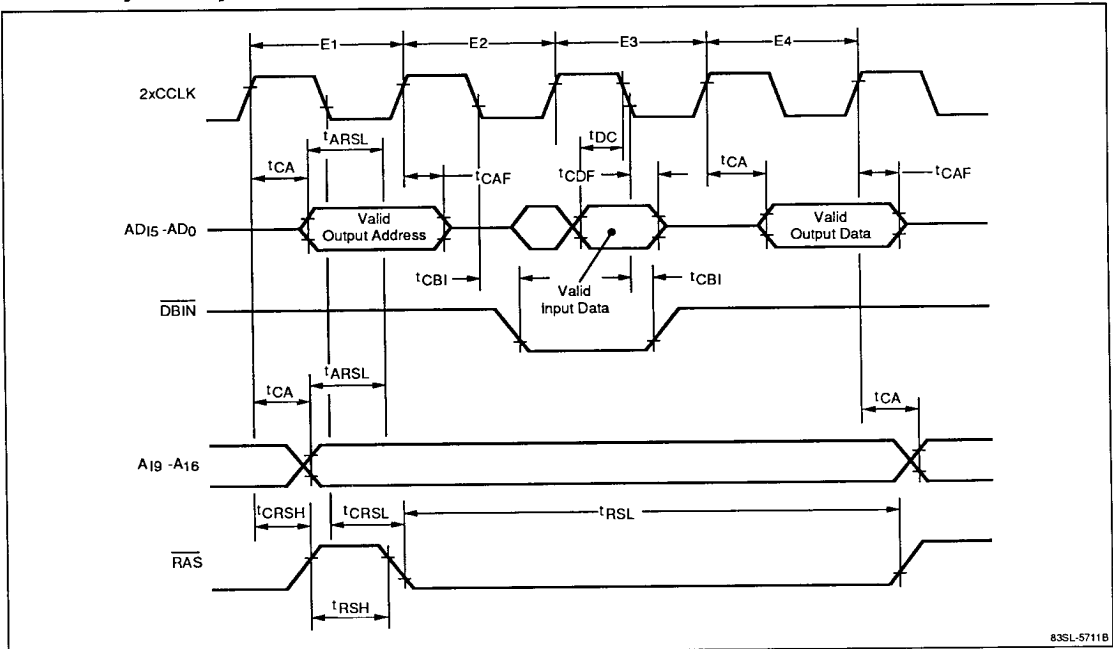 E1 E2 E3 E4
2xCCLK
tARSL tDC
tCA tCAF tCDF tCA tCAF
AD15 -AD0 Valid Output Address Valid Output Data
tCBI Valid Input Data tCBI
DBIN
tARSL
tCA tCA
A19 -A16
tCRSH tCRSL tRSL
RAS
tRSH
83SL-5711B